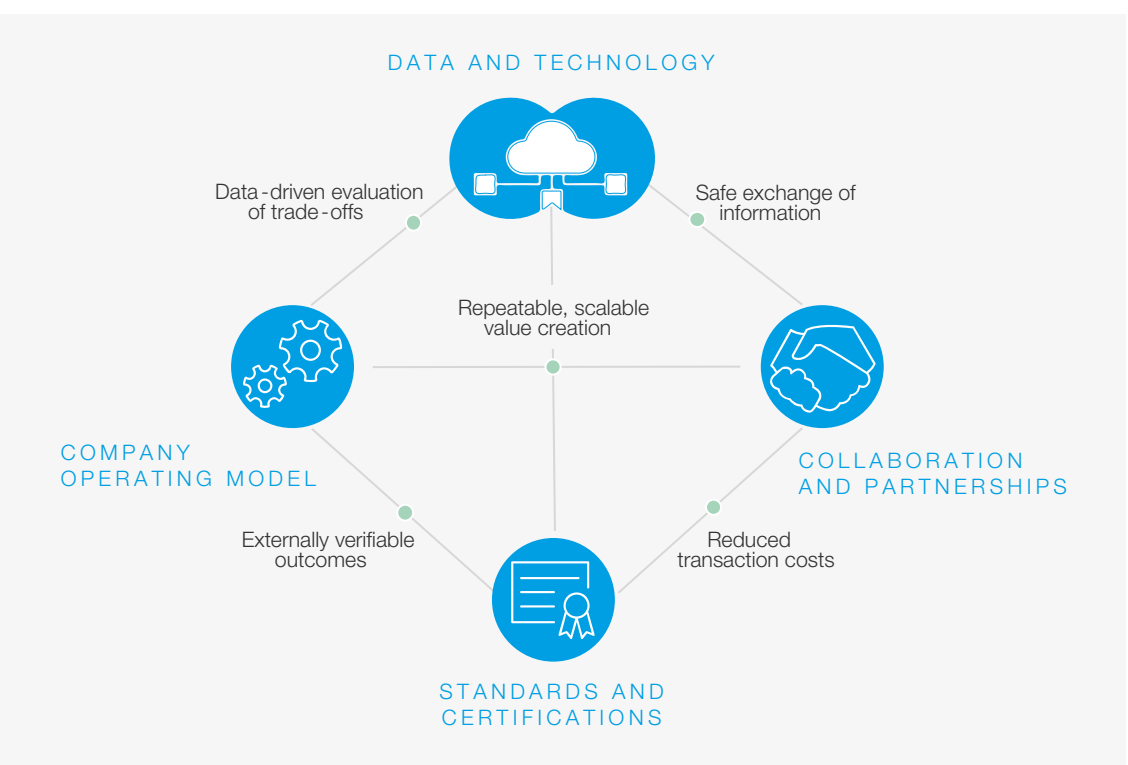 DATA AND TECHNOLOGY
Data-driven evaluation
of trade-offs
Safe exchange of
information
Repeatable, scalable
value creation
COMPANY
OPERATING MODEL
COLLABORATION
AND PARTNERSHIPS
Externally verifiable
outcomes
Reduced
transaction costs
STANDARDS AND
CERTIFICATIONS